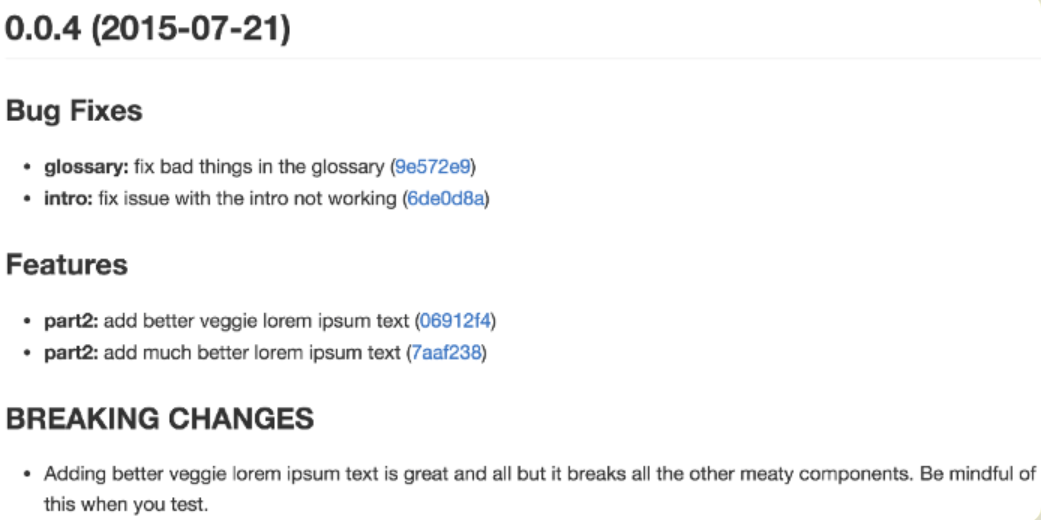 0.0.4 (2015-07-21)
Bug Fixes
• glossary: fix bad things in the glossary (9e572e9)
• intro: fix issue with the intro not working (6de0d8a)
Features
• part2: add better veggie lorem ipsum text (06912f4)
• part2: add much better lorem ipsum text (7aaf238)
BREAKING CHANGES
• Adding better veggie lorem ipsum text is great and all but it breaks all the other meaty components. Be mindful of
this when you test.